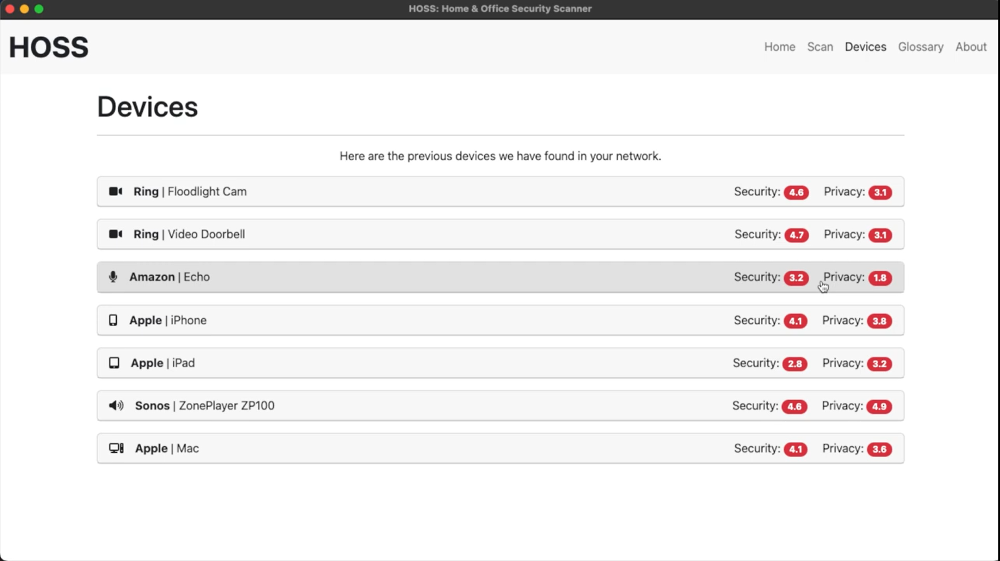 HOSS: Home & Office Security Scanner
HOSS
Home Scan Devices Glossary About
Devices
Here are the previous devices we have found in your network.
Ring | Floodlight Cam Security: 4.6 Privacy: 3.1
Ring | Video Doorbell Security: 4.7 Privacy: 3.1
Amazon | Echo Security: 3.2 Privacy: 1.8
Apple | iPhone Security: 4.1 Privacy: 3.8
Apple | iPad Security: 2.8 Privacy: 3.2
Sonos | ZonePlayer ZP100 Security: 4.6 Privacy: 4.9
Apple | Mac Security: 4.1 Privacy: 3.6